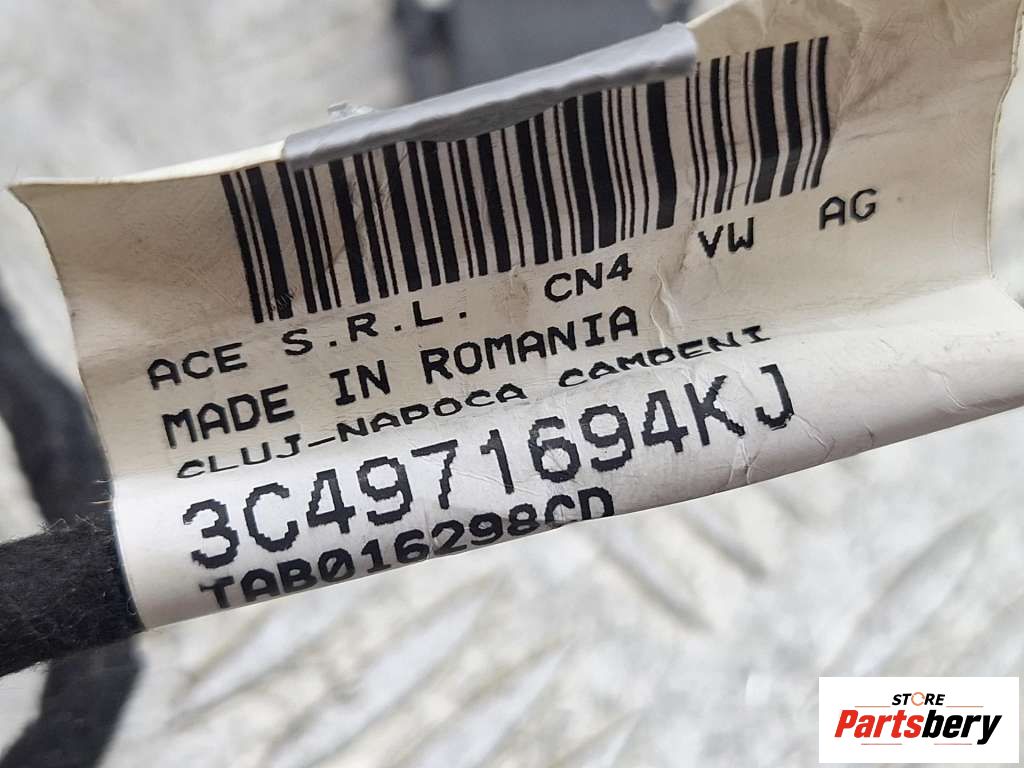 ACE S.R.L. CN4 VW AG
MADE IN ROMANIA
CLUJ-NAPOCA CAMPENI
3C4971694KJ
TAB016298CD
STORE
Partsbery